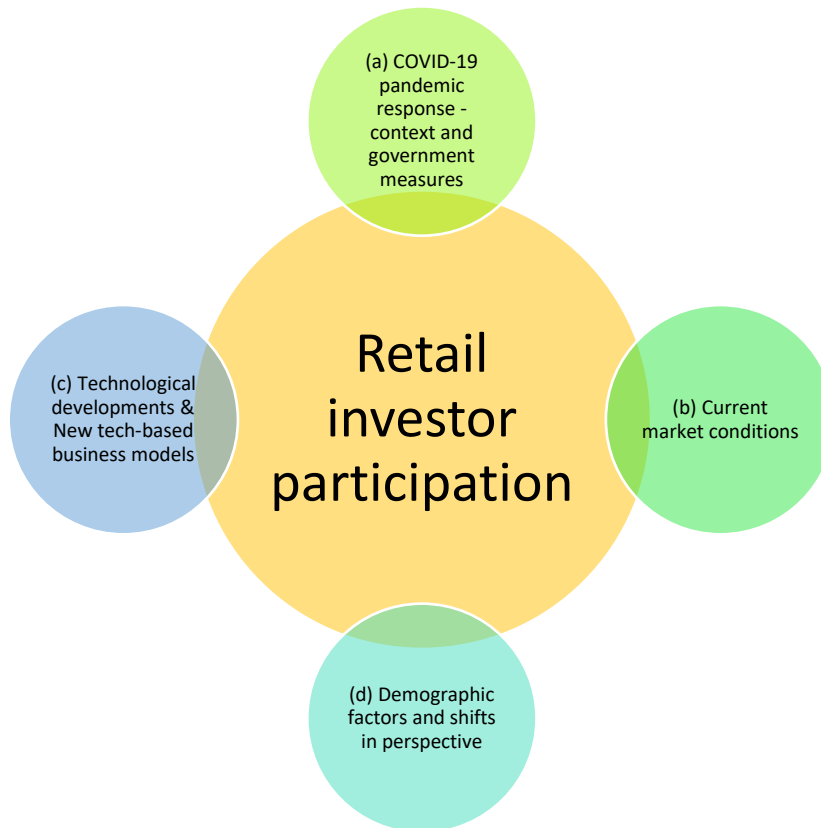 (a) COVID-19
pandemic
response -
context and
government
measures
Retail
investor
participation
(c) Technological
developments &
New tech-based
business models
(b) Current
market conditions
(d) Demographic
factors and shifts
in perspective